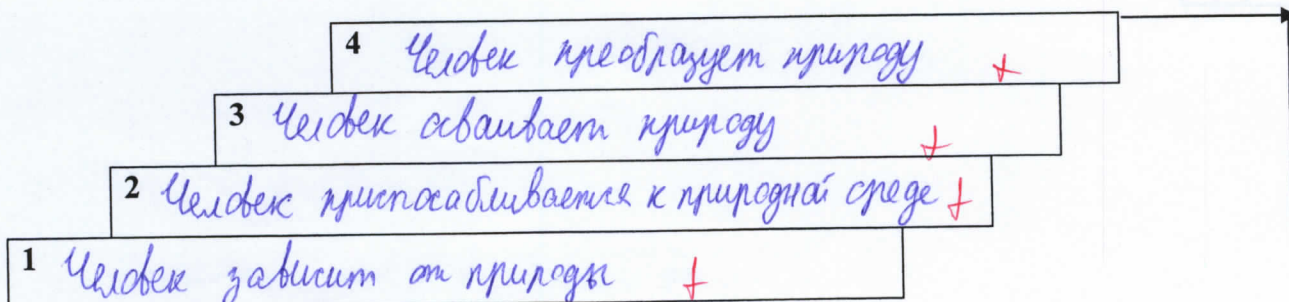 4 Человек преобразует природу +
3 Человек осваивает природу +
2 Человек приспосабливается к природной среде +
1 Человек зависит от природы +